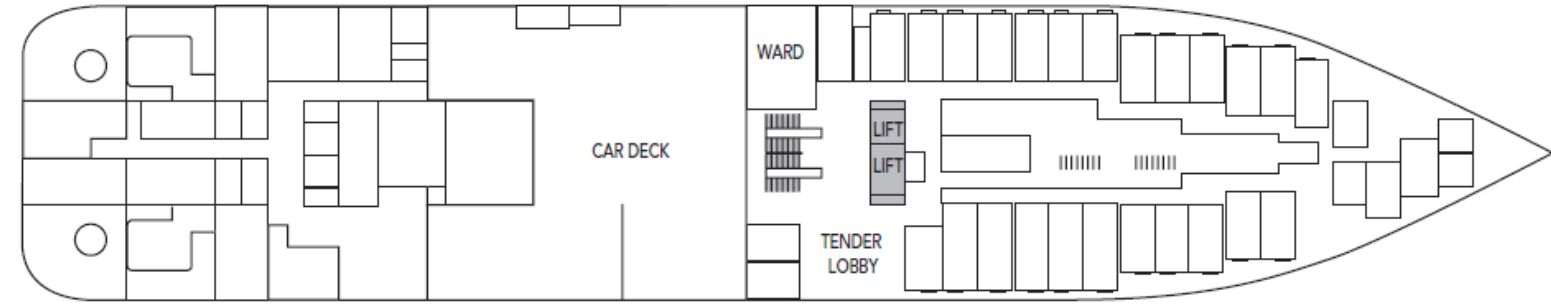 WARD
LIFT
CAR DECK
LIFT
TENDER
LOBBY